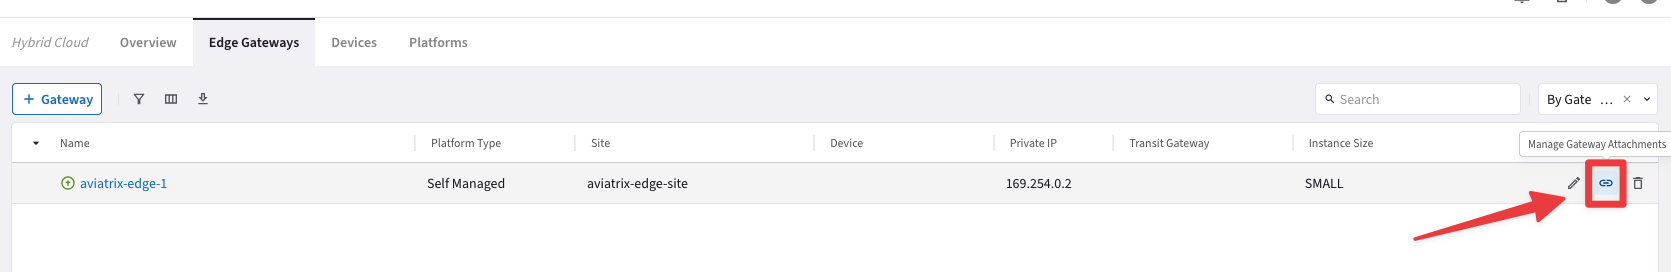 Hybrid Cloud Overview Edge Gateways Devices Platforms
+ Gateway Search By Gate ...
Name Platform Type Site Device Private IP Transit Gateway Instance Size
Manage Gateway Attachments
aviatrix-edge-1 Self Managed aviatrix-edge-site 169.254.0.2 SMALL